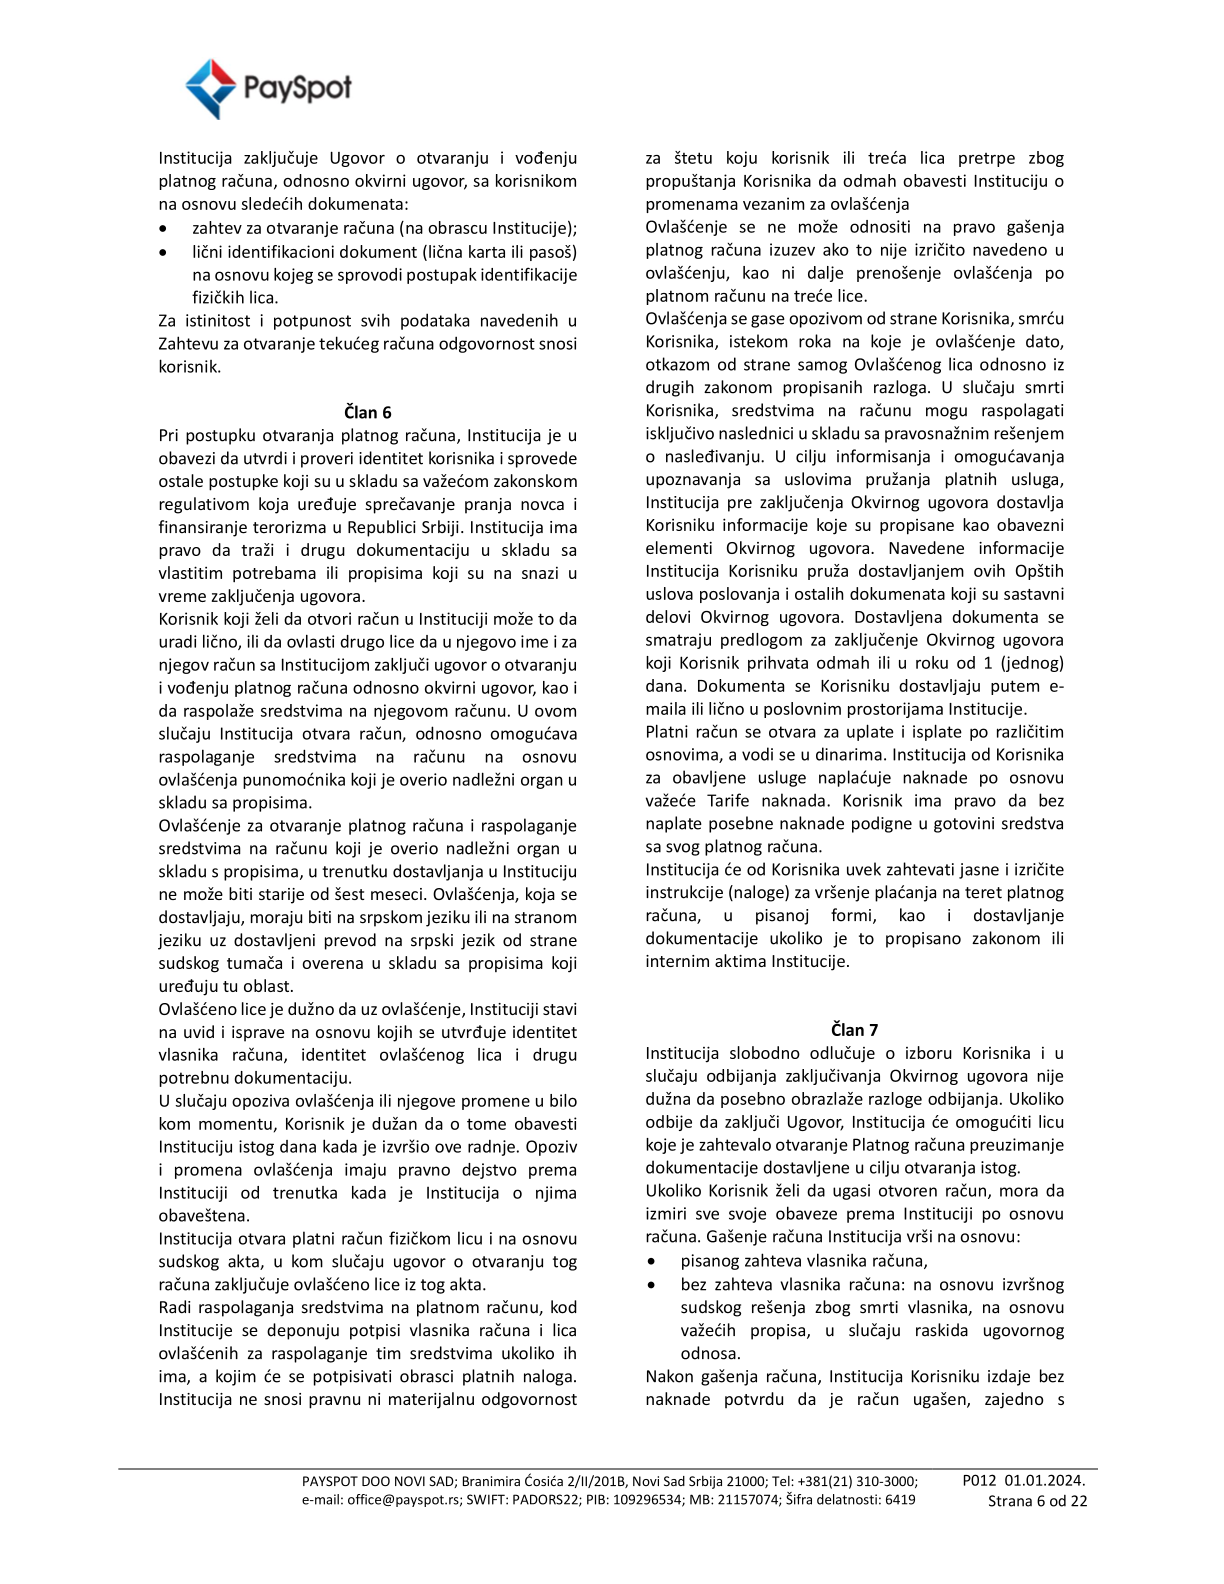 PaySpot
Institucija zaključuje Ugovor o otvaranju i vođenju
platnog računa, odnosno okvirni ugovor, sa korisnikom
na osnovu sledećih dokumenata:
• zahtev za otvaranje računa (na obrascu Institucije);
• lični identifikacioni dokument (lična karta ili pasoš)
na osnovu kojeg se sprovodi postupak identifikacije
fizičkih lica.
Za istinitost i potpunost svih podataka navedenih u
Zahtevu za otvaranje tekućeg računa odgovornost snosi
korisnik.
Član 6
Pri postupku otvaranja platnog računa, Institucija je u
obavezi da utvrdi i proveri identitet korisnika i sprovede
ostale postupke koji su u skladu sa važećom zakonskom
regulativom koja uređuje sprečavanje pranja novca i
finansiranje terorizma u Republici Srbiji. Institucija ima
pravo da traži i drugu dokumentaciju u skladu sa
vlastitim potrebama ili propisima koji su na snazi u
vreme zaključenja ugovora.
Korisnik koji želi da otvori račun u Instituciji može to da
uradi lično, ili da ovlasti drugo lice da u njegovo ime i za
njegov račun sa Institucijom zaključi ugovor o otvaranju
i vođenju platnog računa odnosno okvirni ugovor, kao i
da raspolaže sredstvima na njegovom računu. U ovom
slučaju Institucija otvara račun, odnosno omogućava
raspolaganje sredstvima na računu na osnovu
ovlašćenja punomoćnika koji je overio nadležni organ u
skladu sa propisima.
Ovlašćenje za otvaranje platnog računa i raspolaganje
sredstvima na računu koji je overio nadležni organ u
skladu s propisima, u trenutku dostavljanja u Instituciju
ne može biti starije od šest meseci. Ovlašćenja, koja se
dostavljaju, moraju biti na srpskom jeziku ili na stranom
jeziku uz dostavljeni prevod na srpski jezik od strane
sudskog tumača i overena u skladu sa propisima koji
uređuju tu oblast.
Ovlašćeno lice je dužno da uz ovlašćenje, Instituciji stavi
na uvid i isprave na osnovu kojih se utvrđuje identitet
vlasnika računa, identitet ovlašćenog lica i drugu
potrebnu dokumentaciju.
U slučaju opoziva ovlašćenja ili njegove promene u bilo
kom momentu, Korisnik je dužan da o tome obavesti
Instituciju istog dana kada je izvršio ove radnje. Opoziv
i promena ovlašćenja imaju pravno dejstvo prema
Instituciji od trenutka kada je Institucija o njima
obaveštena.
Institucija otvara platni račun fizičkom licu i na osnovu
sudskog akta, u kom slučaju ugovor o otvaranju tog
računa zaključuje ovlašćeno lice iz tog akta.
Radi raspolaganja sredstvima na platnom računu, kod
Institucije se deponuju potpisi vlasnika računa i lica
ovlašćenih za raspolaganje tim sredstvima ukoliko ih
ima, a kojim će se potpisivati obrasci platnih naloga.
Institucija ne snosi pravnu ni materijalnu odgovornost
za štetu koju korisnik ili treća lica pretrpe zbog
propuštanja Korisnika da odmah obavesti Instituciju o
promenama vezanim za ovlašćenja
Ovlašćenje se ne može odnositi na pravo gašenja
platnog računa izuzev ako to nije izričito navedeno u
ovlašćenju, kao ni dalje prenošenje ovlašćenja po
platnom računu na treće lice.
Ovlašćenja se gase opozivom od strane Korisnika, smrću
Korisnika, istekom roka na koje je ovlašćenje dato,
otkazom od strane samog Ovlašćenog lica odnosno iz
drugih zakonom propisanih razloga. U slučaju smrti
Korisnika, sredstvima na računu mogu raspolagati
isključivo naslednici u skladu sa pravosnažnim rešenjem
o nasleđivanju. U cilju informisanja i omogućavanja
upoznavanja sa uslovima pružanja platnih usluga,
Institucija pre zaključenja Okvirnog ugovora dostavlja
Korisniku informacije koje su propisane kao obavezni
elementi Okvirnog ugovora. Navedene informacije
Institucija Korisniku pruža dostavljanjem ovih Opštih
uslova poslovanja i ostalih dokumenata koji su sastavni
delovi Okvirnog ugovora. Dostavljena dokumenta se
smatraju predlogom za zaključenje Okvirnog ugovora
koji Korisnik prihvata odmah ili u roku od 1 (jednog)
dana. Dokumenta se Korisniku dostavljaju putem e-
maila ili lično u poslovnim prostorijama Institucije.
Platni račun se otvara za uplate i isplate po različitim
osnovima, a vodi se u dinarima. Institucija od Korisnika
za obavljene usluge naplaćuje naknade po osnovu
važeće Tarife naknada. Korisnik ima pravo da bez
naplate posebne naknade podigne u gotovini sredstva
sa svog platnog računa.
Institucija će od Korisnika uvek zahtevati jasne i izričite
instrukcije (naloge) za vršenje plaćanja na teret platnog
računa, u pisanoj formi, kao i dostavljanje
dokumentacije ukoliko je to propisano zakonom ili
internim aktima Institucije.
Član 7
Institucija slobodno odlučuje o izboru Korisnika i u
slučaju odbijanja zaključivanja Okvirnog ugovora nije
dužna da posebno obrazlaže razloge odbijanja. Ukoliko
odbije da zaključi Ugovor, Institucija će omogućiti licu
koje je zahtevalo otvaranje Platnog računa preuzimanje
dokumentacije dostavljene u cilju otvaranja istog.
Ukoliko Korisnik želi da ugasi otvoren račun, mora da
izmiri sve svoje obaveze prema Instituciji po osnovu
računa. Gašenje računa Institucija vrši na osnovu:
• pisanog zahteva vlasnika računa,
• bez zahteva vlasnika računa: na osnovu izvršnog
sudskog rešenja zbog smrti vlasnika, na osnovu
važećih propisa, u slučaju raskida ugovornog
odnosa.
Nakon gašenja računa, Institucija Korisniku izdaje bez
naknade potvrdu da je račun ugašen, zajedno s
PAYSPOT DOO NOVI SAD; Branimira Ćosića 2/II/201B, Novi Sad Srbija 21000; Tel: +381(21) 310-3000;
e-mail: office@payspot.rs; SWIFT: PADORS22; PIB: 109296534; MB: 21157074; Šifra delatnosti: 6419
P012 01.01.2024.
Strana 6 od 22